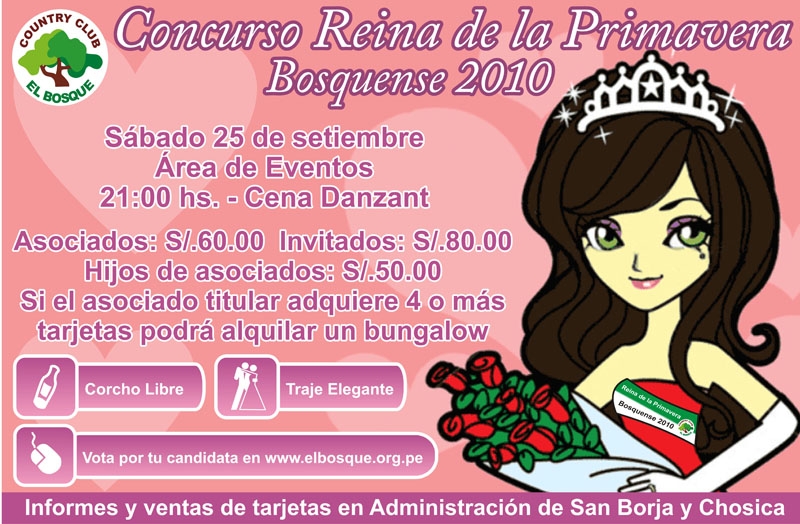 COUNTRY CLUB
EL BOSQUE
Concurso Reina de la Primavera
Bosquense 2010
Sábado 25 de setiembre
Área de Eventos
21:00 hs. - Cena Danzant
Asociados: S/.60.00 Invitados: S/.80.00
Hijos de asociados: S/.50.00
Si el asociado titular adquiere 4 o más
tarjetas podrá alquilar un bungalow
Corcho Libre
Traje Elegante
Reina de la Primavera
Bosquense 2010
Vota por tu candidata en www.elbosque.org.pe
Informes y ventas de tarjetas en Administración de San Borja y Chosica